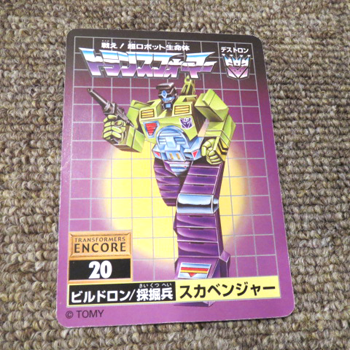 戦え!超ロボット生命体
トランスフォーマー
デストロン
TRANSFORMERS
ENCORE
20
さいくつへい
ビルドロン/採掘兵 スカベンジャー
© TOMY